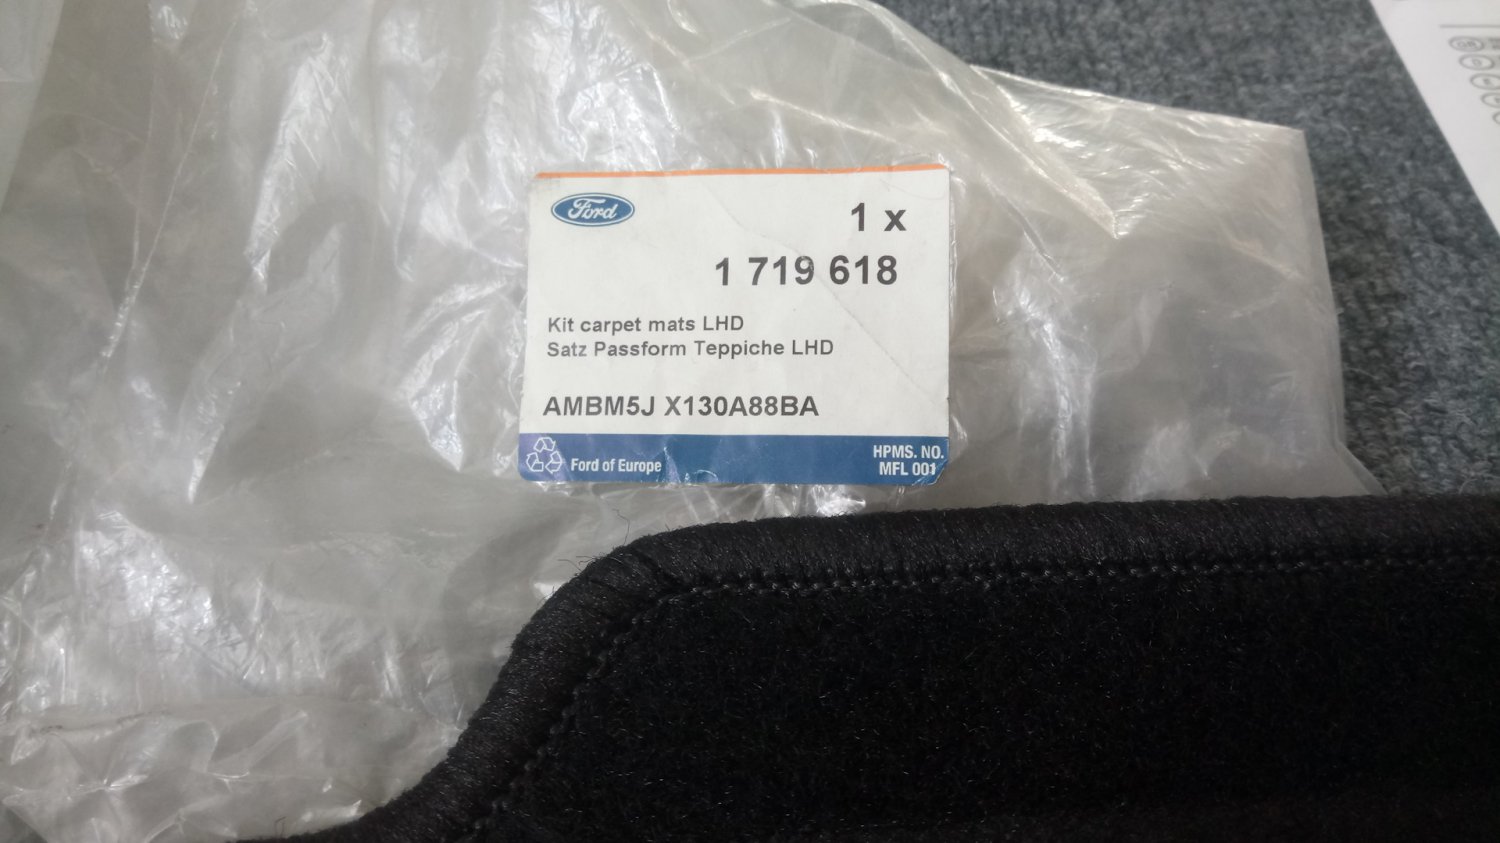 Ford
1 x
1 719 618
Kit carpet mats LHD
Satz Passform Teppiche LHD
AMBM5J X130A88BA
Ford of Europe
HPMS. NO.
MFL 001